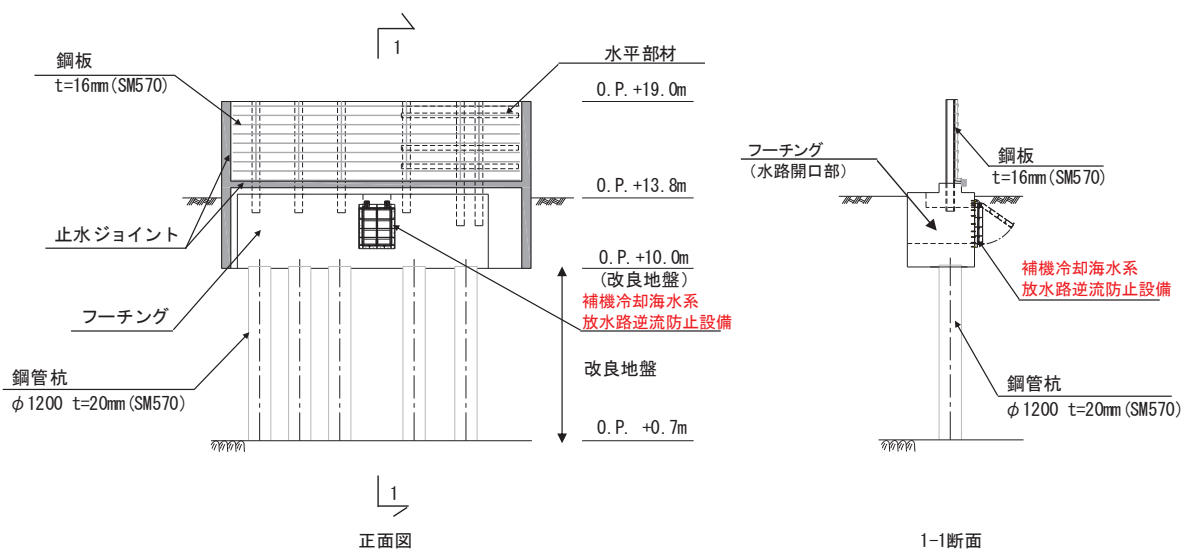 1
鋼板
t=16mm(SM570)
水平部材
O.P.+19.0m
O.P.+13.8m
止水ジョイント
O.P.+10.0m
(改良地盤)
補機冷却海水系
放水路逆流防止設備
フーチング
改良地盤
鋼管杭
φ1200 t=20mm(SM570)
O.P. +0.7m
1
正面図
フーチング
(水路開口部)
鋼板
t=16mm(SM570)
補機冷却海水系
放水路逆流防止設備
鋼管杭
φ1200 t=20mm(SM570)
1-1断面